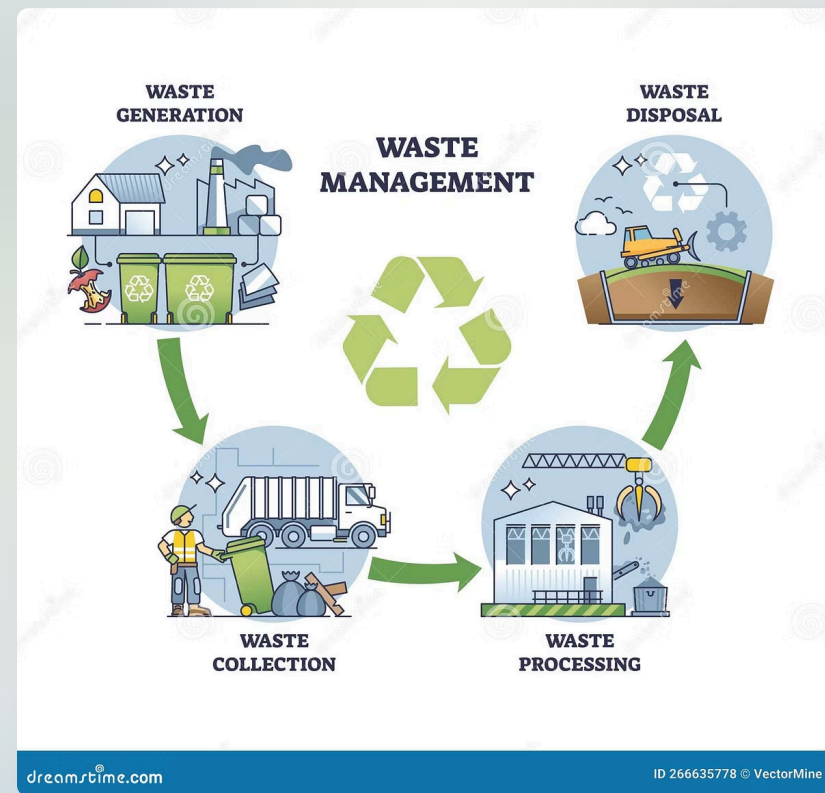 WASTE
GENERATION
WASTE
MANAGEMENT
WASTE
DISPOSAL
WASTE
COLLECTION
WASTE
PROCESSING
dreamstime.com
ID 266635778 © VectorMine